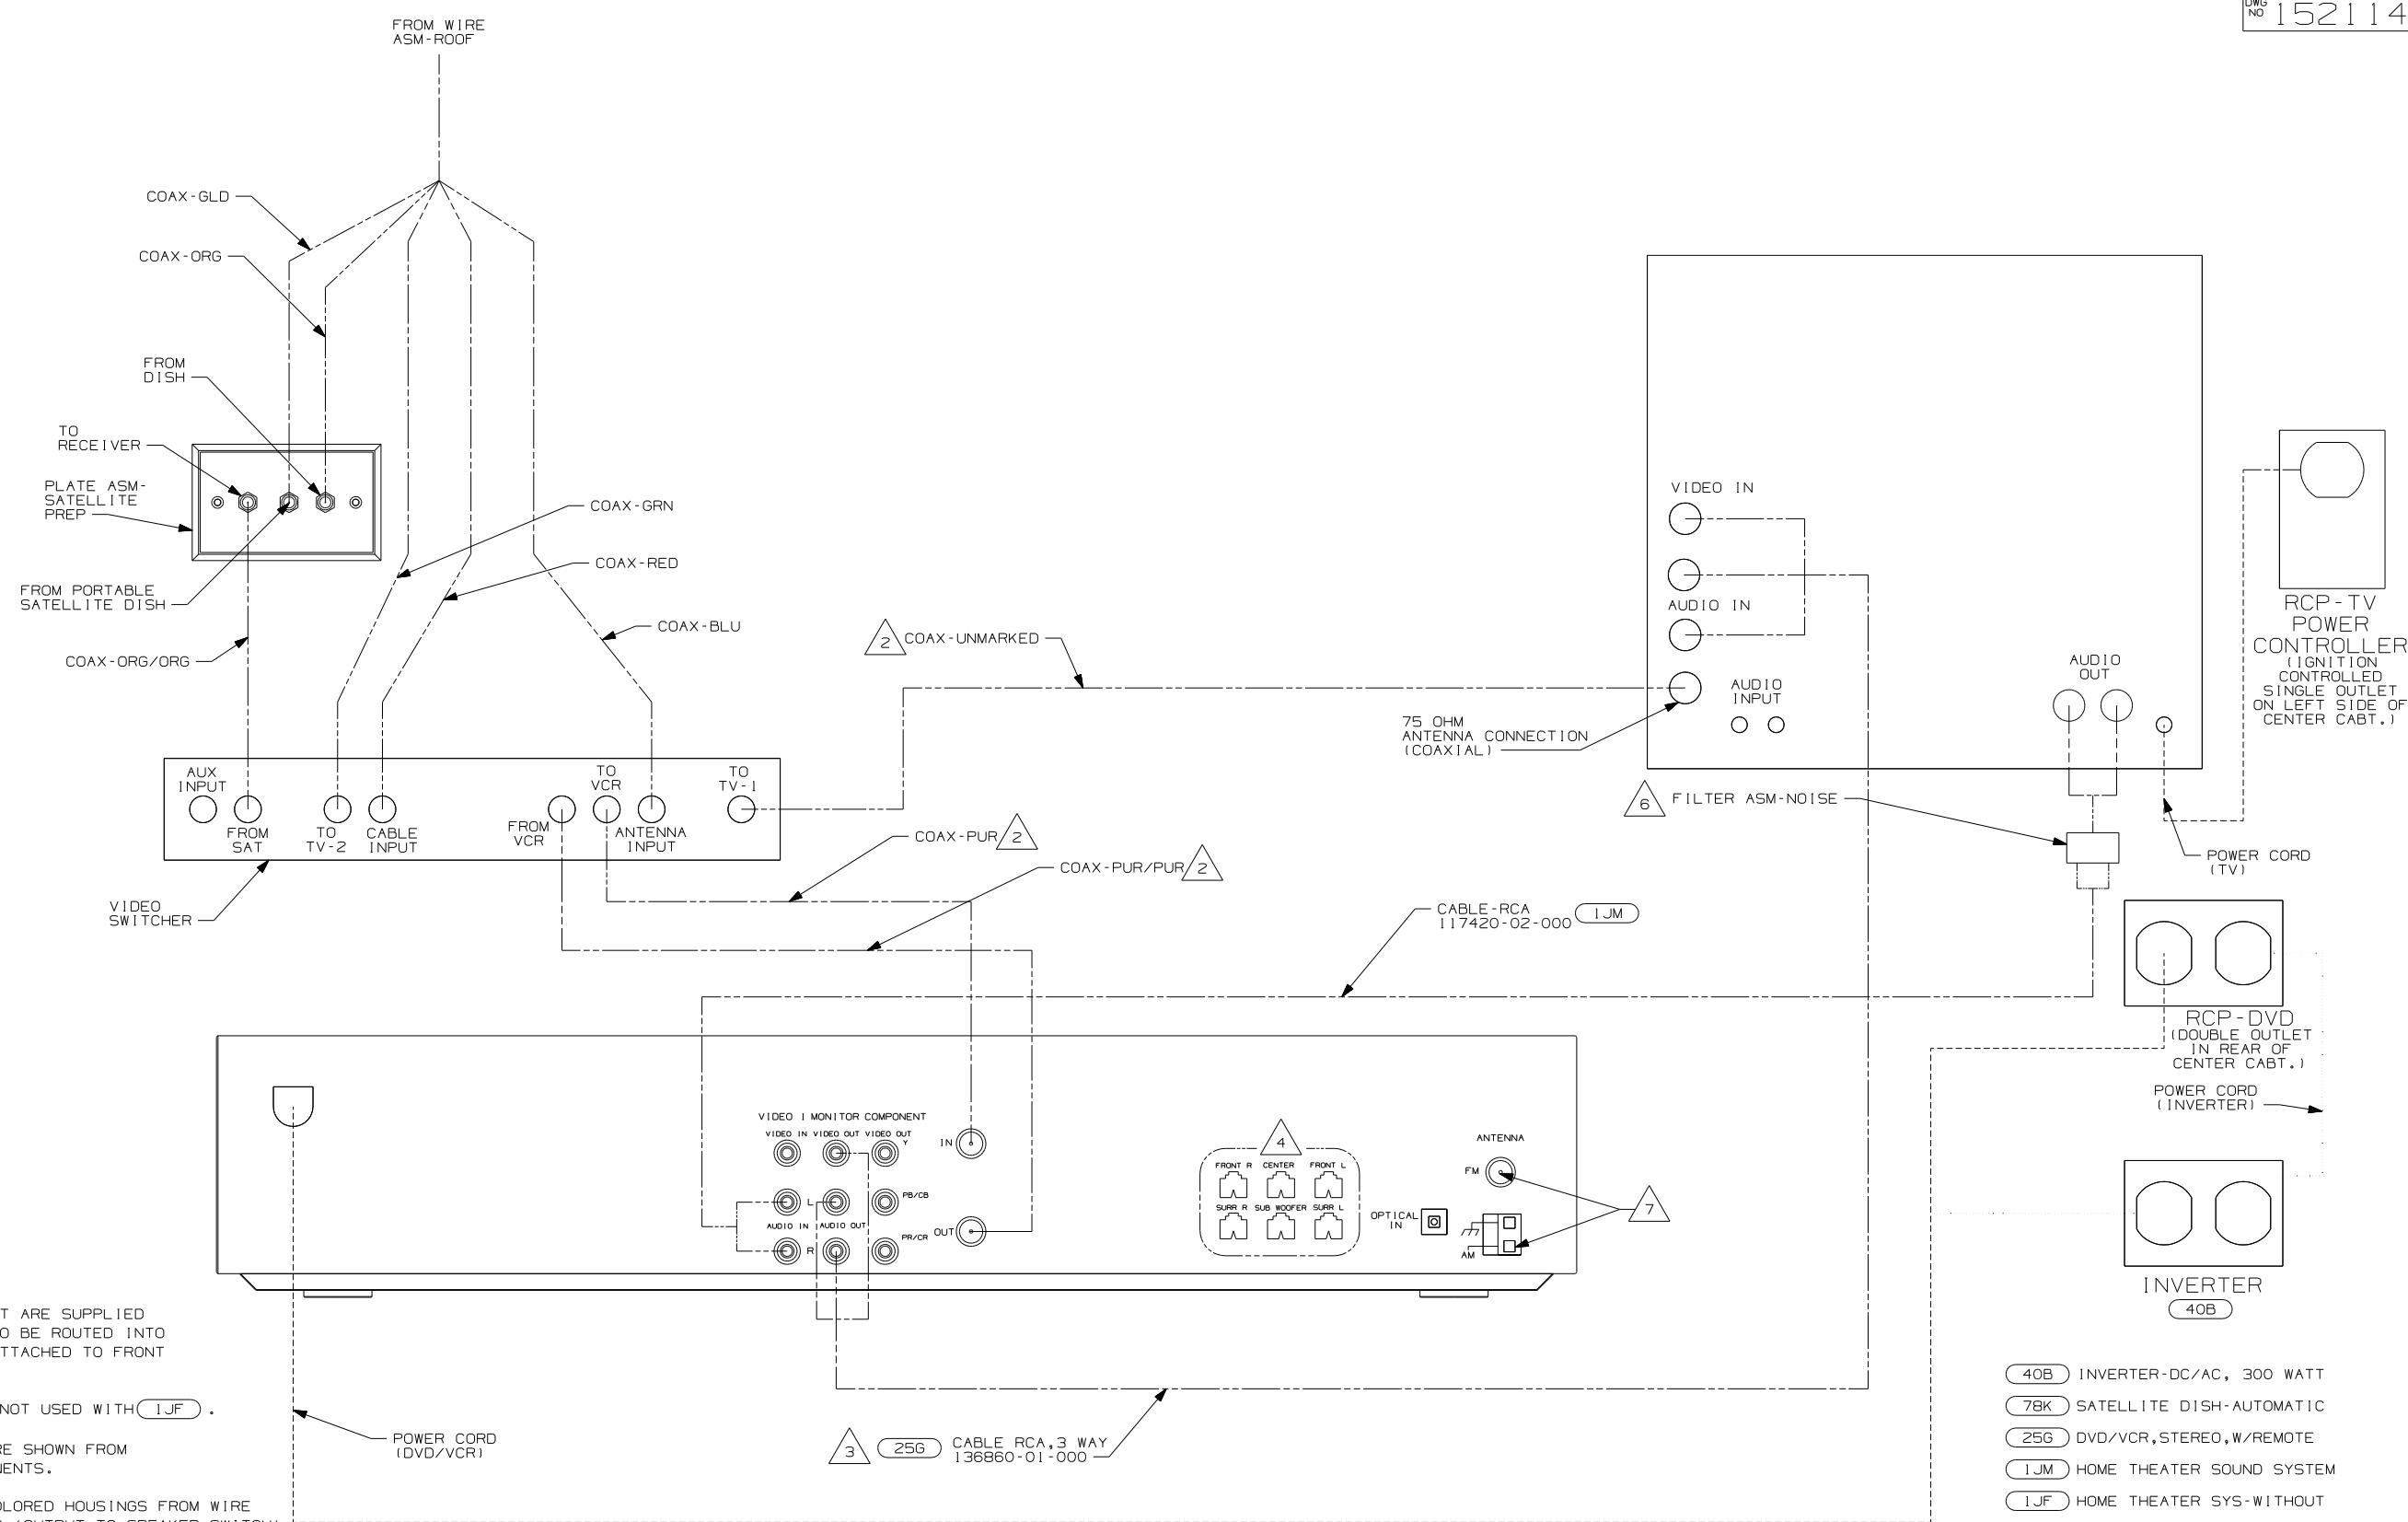 DWG
NO 152114
FROM WIRE
ASM-ROOF
COAX-GLD
COAX-ORG
FROM
DISH
TO
RECEIVER
PLATE ASM-
SATELLITE
PREP
FROM PORTABLE
SATELLITE DISH
COAX-ORG/ORG
COAX-GRN
COAX-RED
COAX-BLU
2 COAX-UNMARKED
VIDEO IN
AUDIO IN
AUDIO
INPUT
AUDIO
OUT
75 OHM
ANTENNA CONNECTION
(COAXIAL)
RCP-TV
POWER
CONTROLLER
(IGNITION
CONTROLLED
SINGLE OUTLET
ON LEFT SIDE OF
CENTER CABT.)
AUX
INPUT
FROM
SAT
TO
TV-2
CABLE
INPUT
FROM
VCR
TO
VCR
ANTENNA
INPUT
TO
TV-1
VIDEO
SWITCHER
COAX-PUR 2
COAX-PUR/PUR 2
6 FILTER ASM-NOISE
POWER CORD
(TV)
CABLE-RCA
117420-02-000 1JM
RCP-DVD
(DOUBLE OUTLET
IN REAR OF
CENTER CABT.)
POWER CORD
(INVERTER)
VIDEO 1 MONITOR COMPONENT
VIDEO IN VIDEO OUT VIDEO OUT
Y
IN
L
PB/CB
AUDIO IN AUDIO OUT
R
PR/CR
OUT
4
FRONT R CENTER FRONT L
SURR R SUB WOOFER SURR L
OPTICAL
IN
ANTENNA
FM
AM
7
INVERTER
40B
T ARE SUPPLIED
O BE ROUTED INTO
TTACHED TO FRONT
NOT USED WITH 1JF .
RE SHOWN FROM
NENTS.
OLORED HOUSINGS FROM WIRE
(OUTPUT TO SPEAKER SWITCH)
POWER CORD
(DVD/VCR)
3 25G CABLE RCA,3 WAY
136860-01-000
40B INVERTER-DC/AC, 300 WATT
78K SATELLITE DISH-AUTOMATIC
25G DVD/VCR,STEREO,W/REMOTE
1JM HOME THEATER SOUND SYSTEM
1JF HOME THEATER SYS-WITHOUT